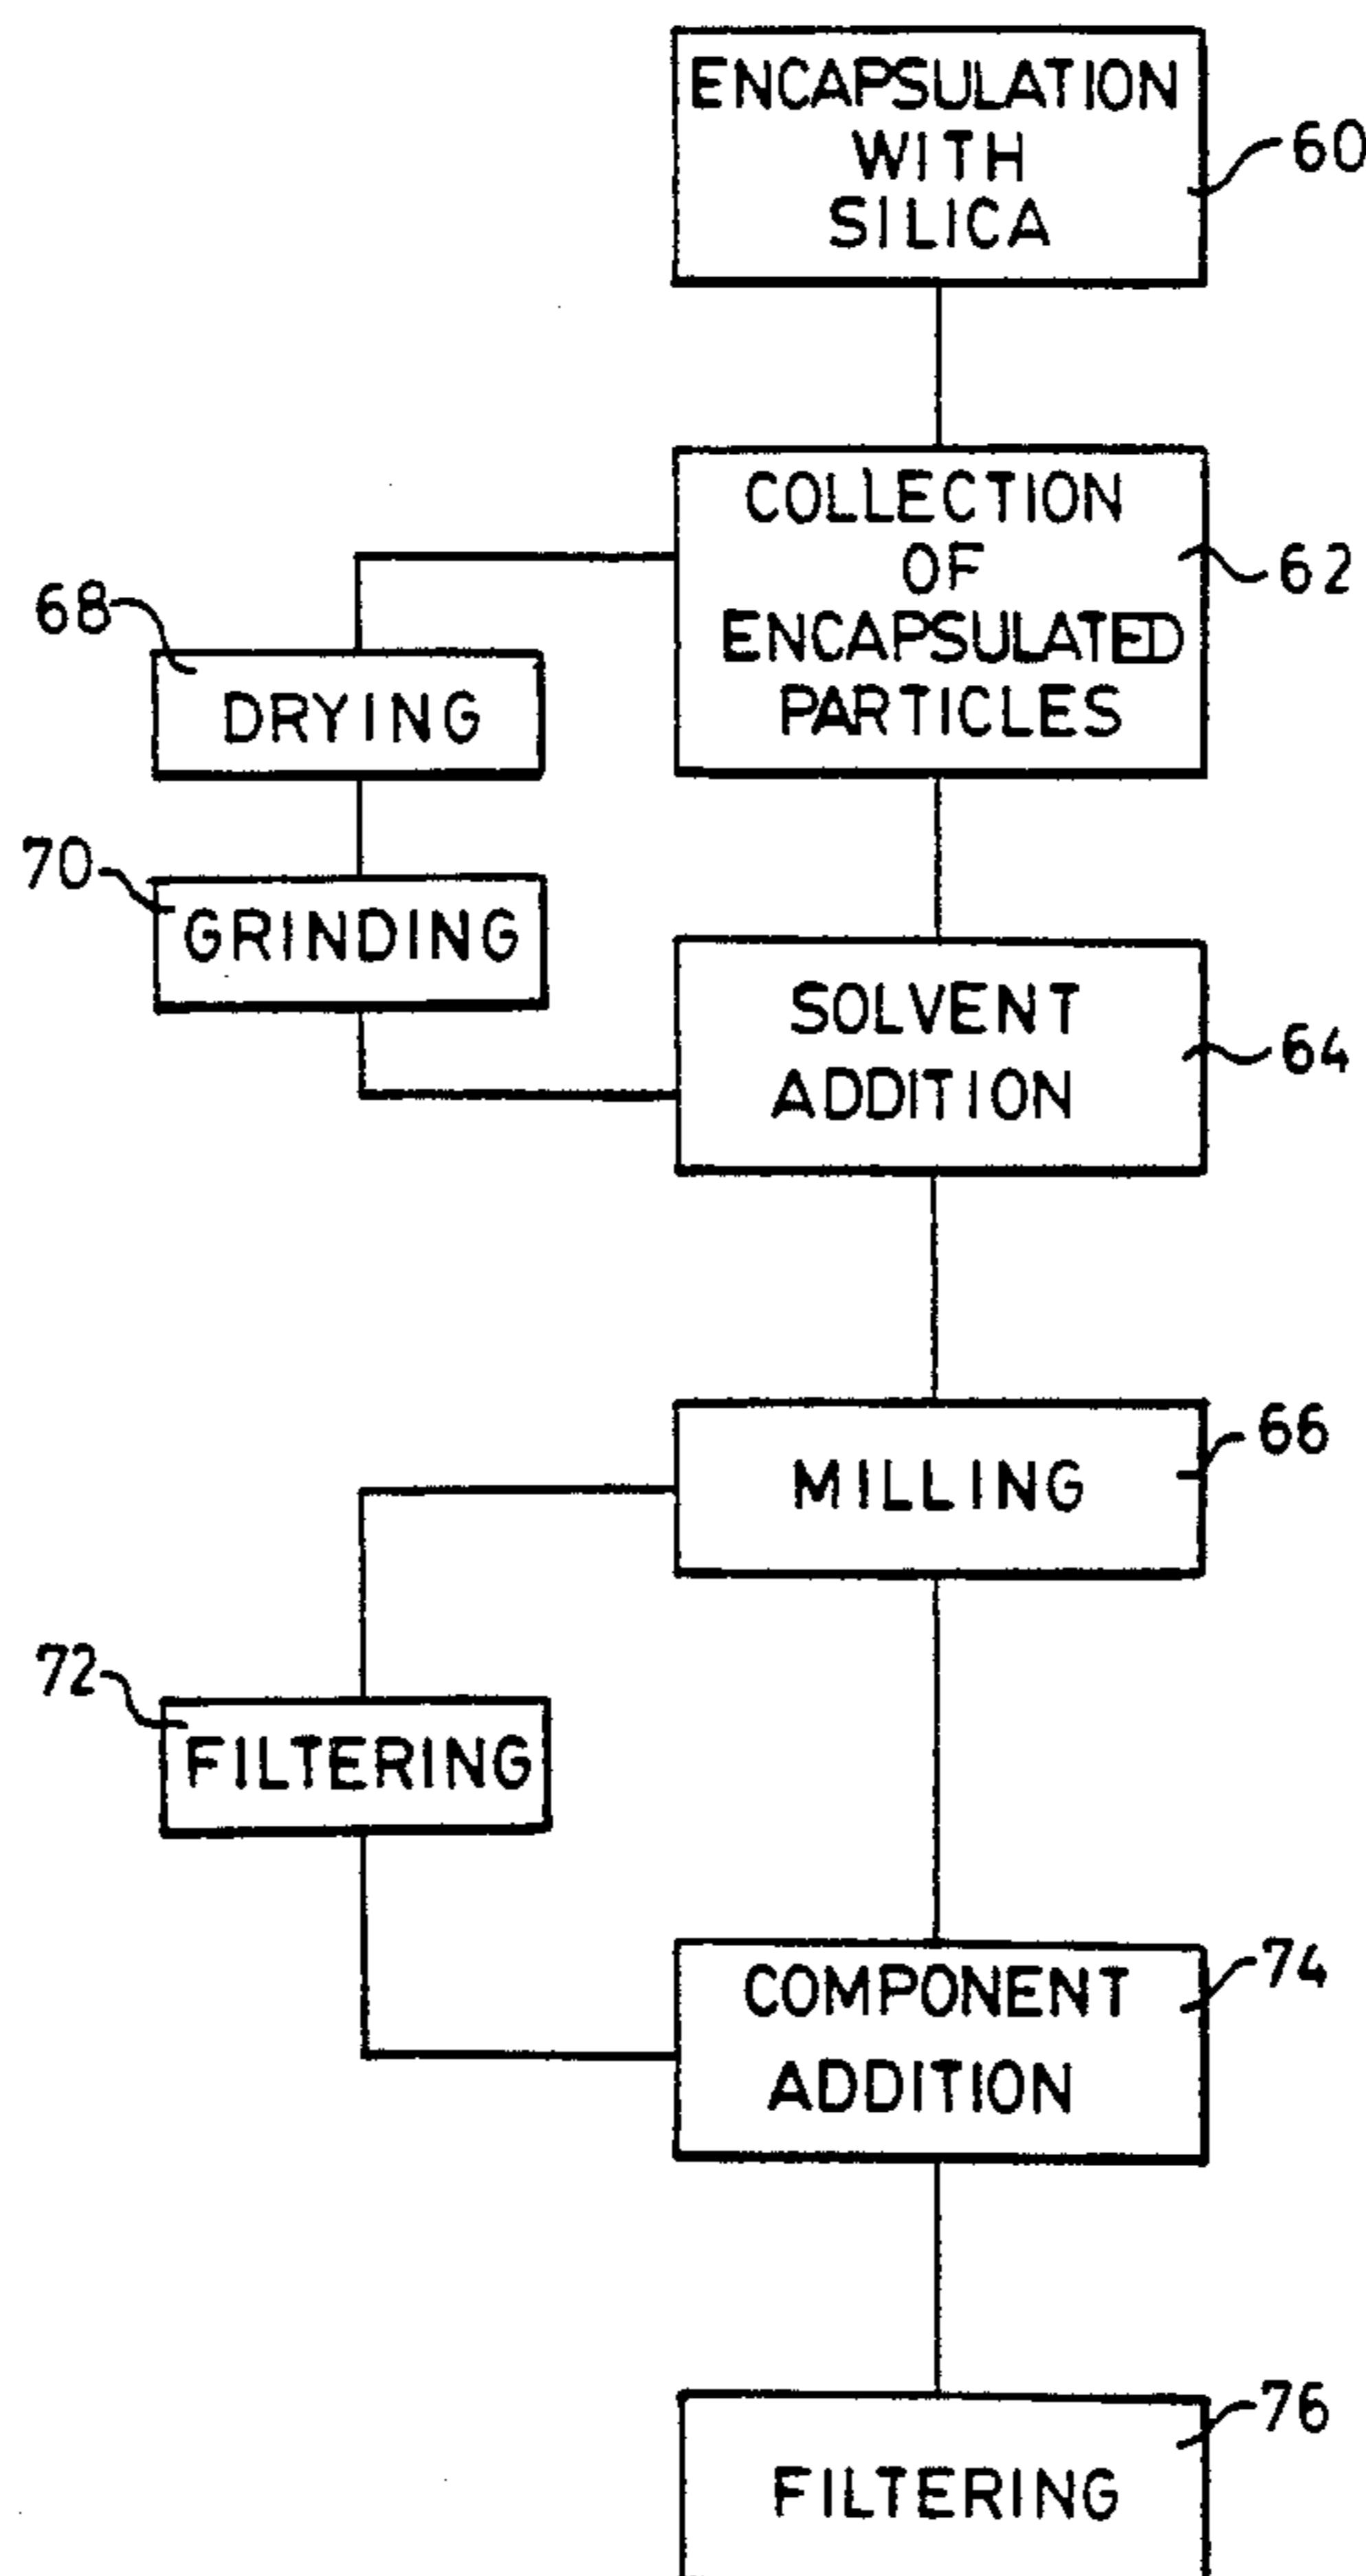 ENCAPSULATION
WITH
SILICA
60
COLLECTION
OF
ENCAPSULATED
PARTICLES
62
68
DRYING
70
GRINDING
SOLVENT
ADDITION
64
MILLING
66
72
FILTERING
COMPONENT
ADDITION
74
FILTERING
76